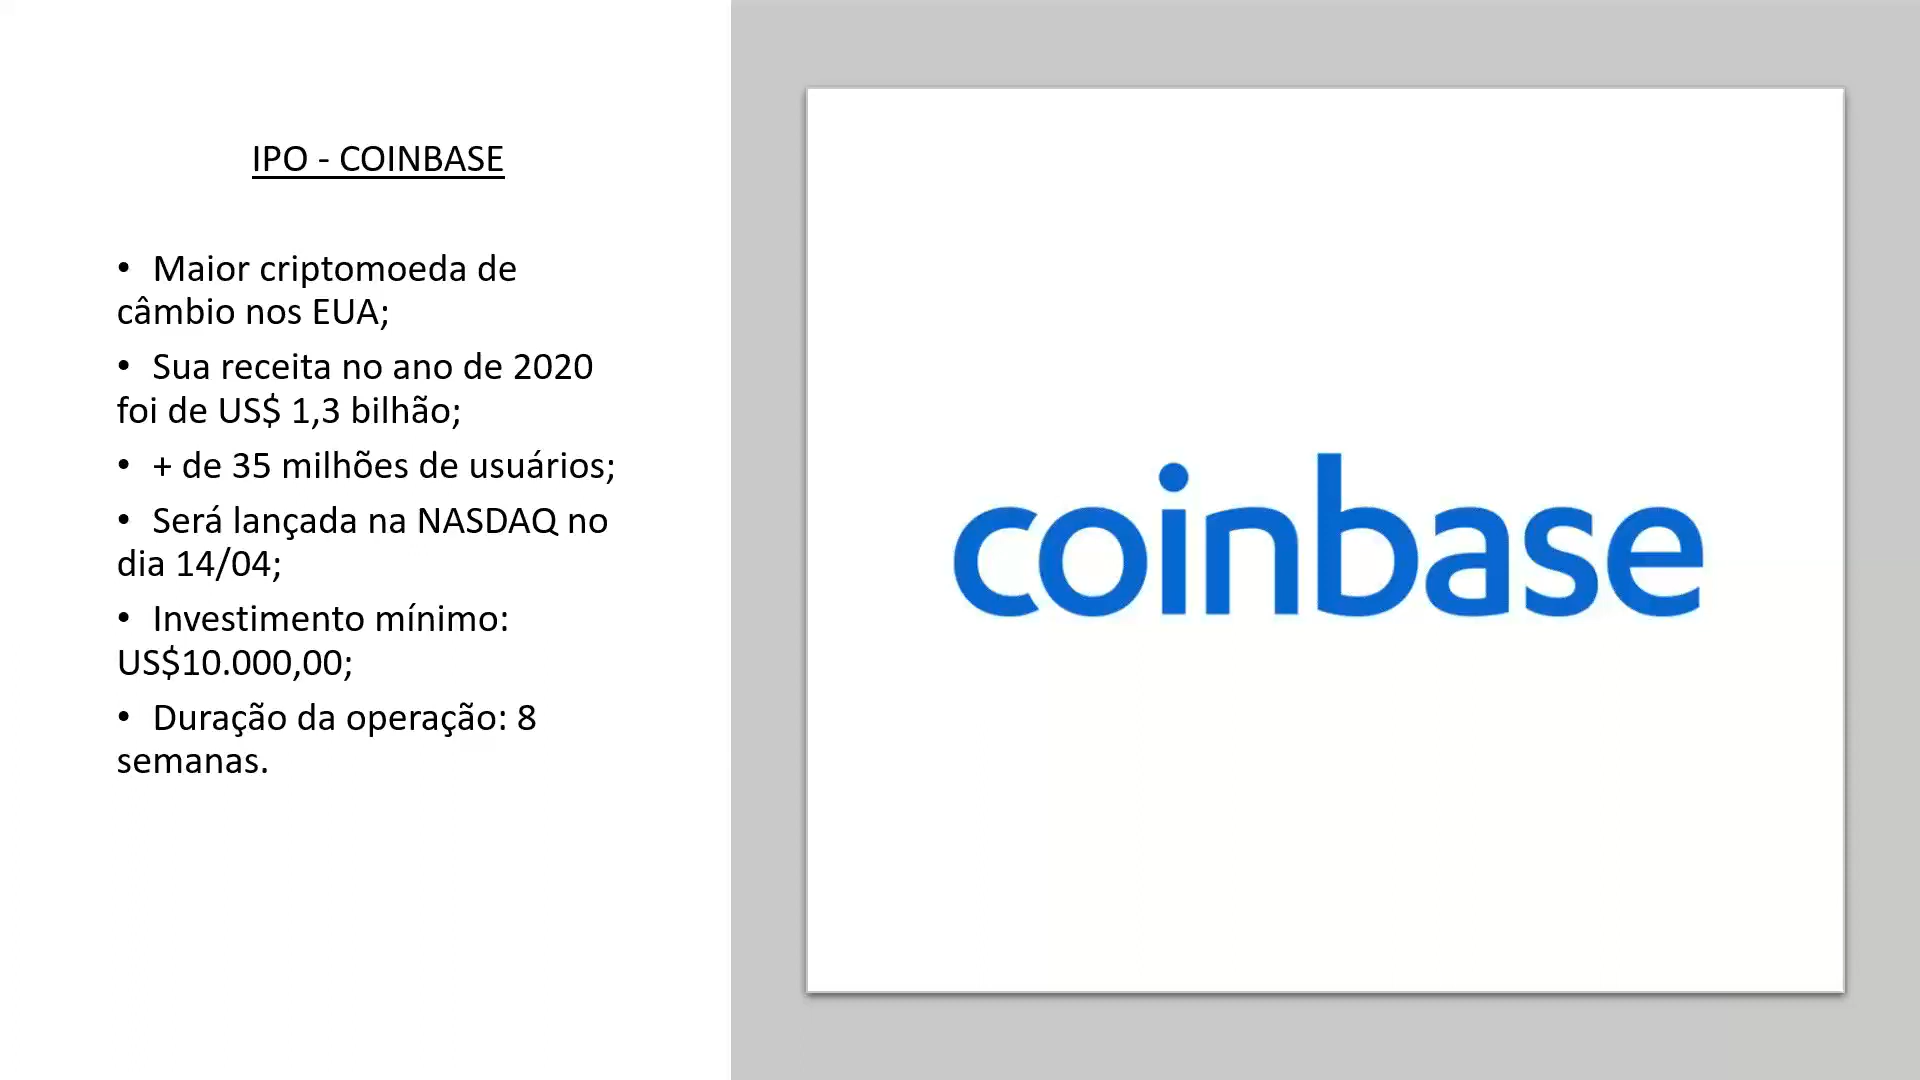 IPO - COINBASE
• Maior criptomoeda de
câmbio nos EUA;
• Sua receita no ano de 2020
foi de US$ 1,3 bilhão;
• + de 35 milhões de usuários;
• Será lançada na NASDAQ no
dia 14/04;
• Investimento mínimo:
US$10.000,00;
• Duração da operação: 8
semanas.
coinbase